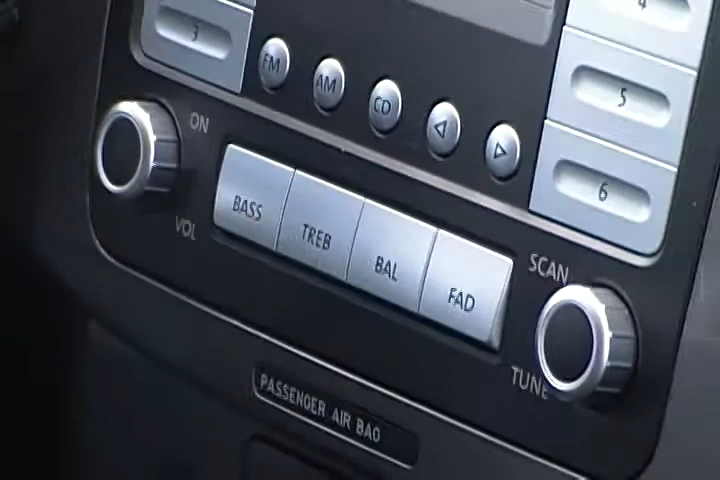 4
3
FM AM CD
5
ON
6
BASS TREB BAL FAD
VOL
SCAN
TUNE
PASSENGER AIR BAG